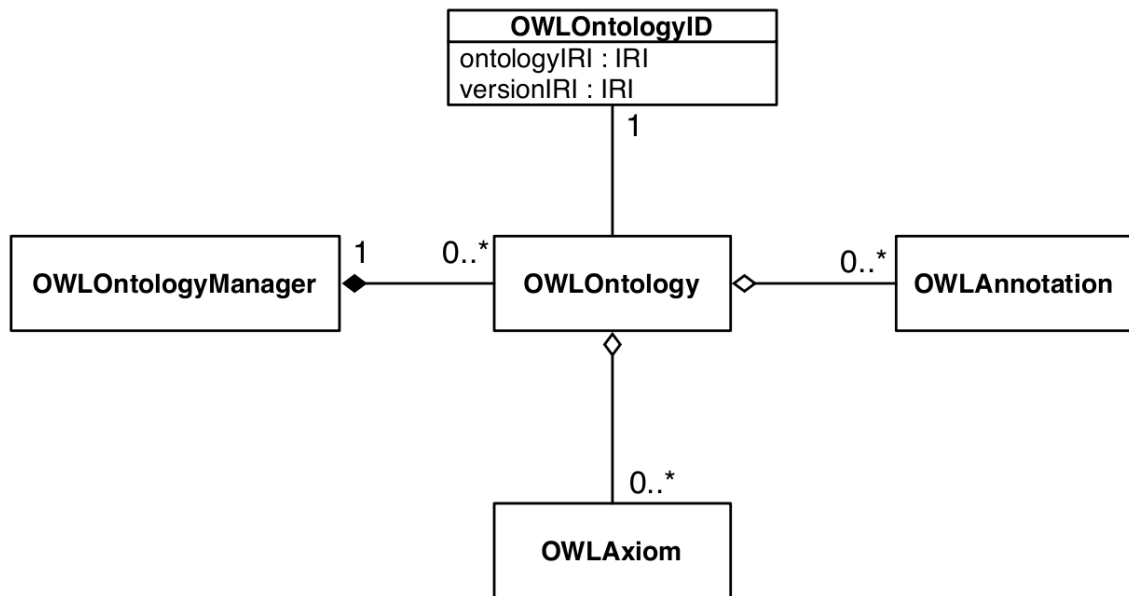 OWLOntologyID
ontologyIRI : IRI
versionIRI : IRI
1
OWLOntologyManager
1
0..*
OWLOntology
0..*
OWLAnnotation
0..*
OWLAxiom